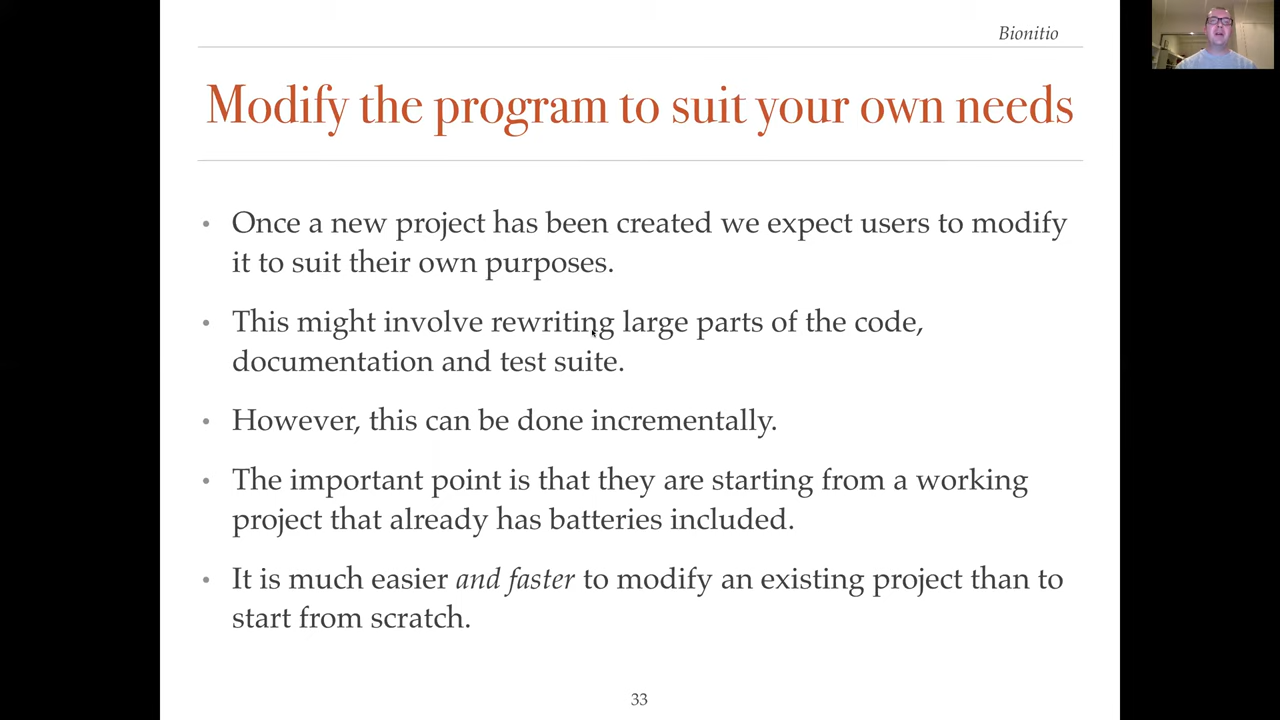 Bionitio
Modify the program to suit your own needs
• Once a new project has been created we expect users to modify
it to suit their own purposes.
• This might involve rewriting large parts of the code,
documentation and test suite.
• However, this can be done incrementally.
• The important point is that they are starting from a working
project that already has batteries included.
• It is much easier and faster to modify an existing project than to
start from scratch.
33